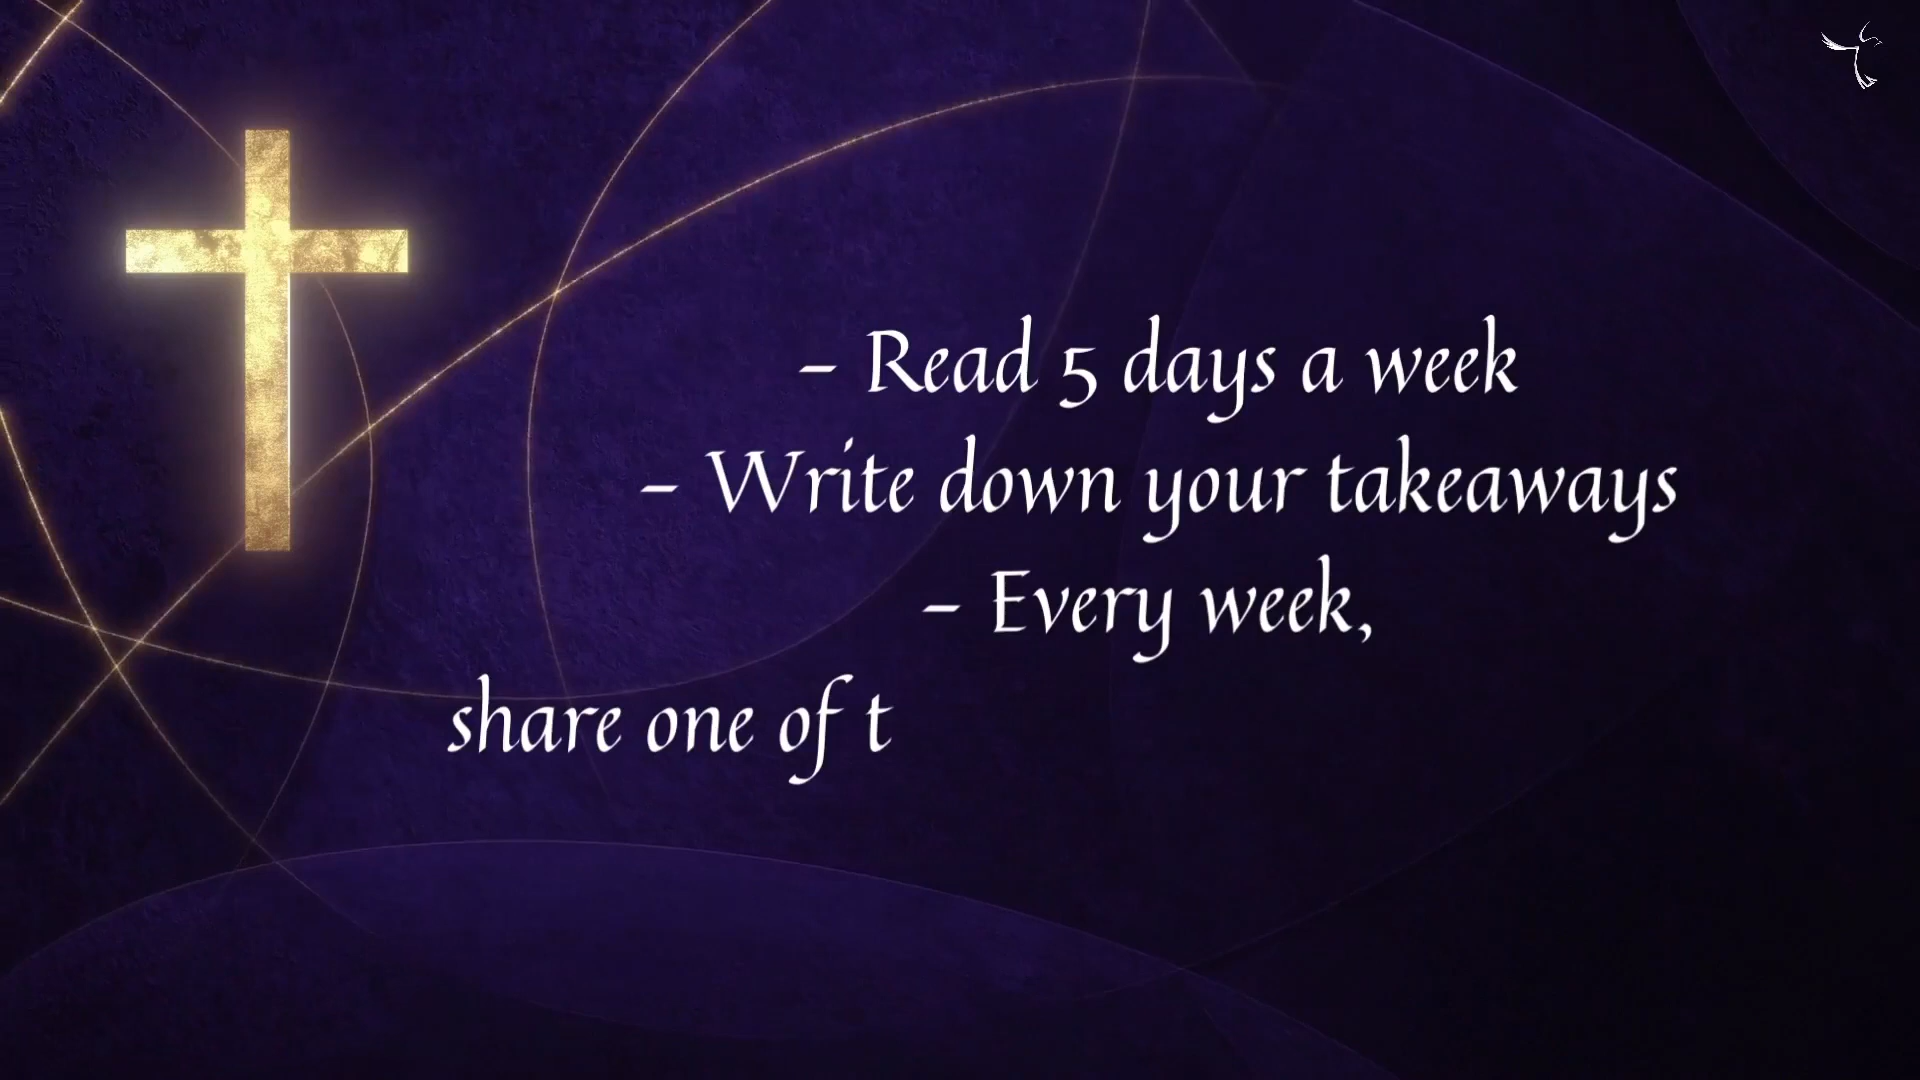 - Read 5 days a week
- Write down your takeaways
- Every week,
share one of t